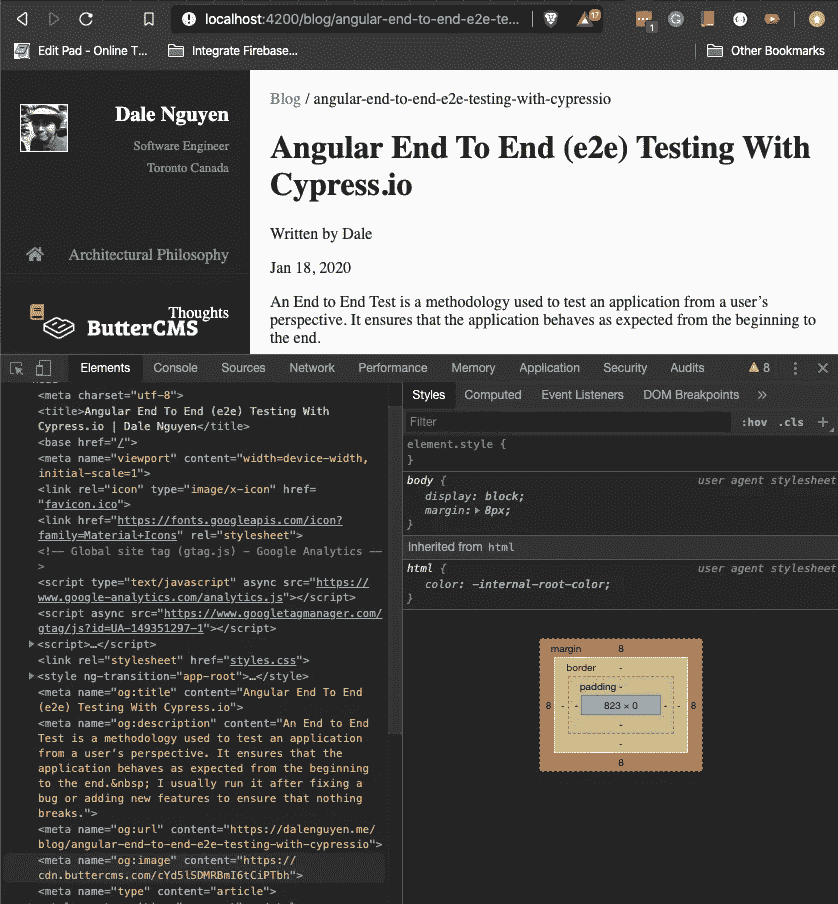 localhost:4200/blog/angular-end-to-end-e2e-te...
17
1
Edit Pad - Online T...
Integrate Firebase...
Other Bookmarks
Dale Nguyen
Software Engineer
Toronto Canada
Architectural Philosophy
Thoughts
ButterCMS
Blog / angular-end-to-end-e2e-testing-with-cypressio
Angular End To End (e2e) Testing With
Cypress.io
Written by Dale
Jan 18, 2020
An End to End Test is a methodology used to test an application from a user’s
perspective. It ensures that the application behaves as expected from the beginning to
the end.
Elements Console Sources Network Performance Memory Application Security Audits 8
<meta charset="utf-8">
<title>Angular End To End (e2e) Testing With
Cypress.io | Dale Nguyen</title>
<base href="/">
<meta name="viewport" content="width=device-width,
initial-scale=1">
<link rel="icon" type="image/x-icon" href=
"favicon.ico">
<link href="https://fonts.googleapis.com/icon?
family=Material+Icons" rel="stylesheet">
<!-- Global site tag (gtag.js) - Google Analytics --
>
<script type="text/javascript" async src="https://
www.google-analytics.com/analytics.js"></script>
<script async src="https://www.googletagmanager.com/
gtag/js?id=UA-149351297-1"></script>
<script>…</script>
<link rel="stylesheet" href="styles.css">
<style ng-transition="app-root">…</style>
<meta name="og:title" content="Angular End To End
(e2e) Testing With Cypress.io">
<meta name="og:description" content="An End to End
Test is a methodology used to test an application
from a user’s perspective. It ensures that the
application behaves as expected from the beginning
to the end.&nbsp; I usually run it after fixing a
bug or adding new features to ensure that nothing
breaks.">
<meta name="og:url" content="https://dalenguyen.me/
blog/angular-end-to-end-e2e-testing-with-cypressio">
<meta name="og:image" content="https://
cdn.buttercms.com/cYd5lSDMRBmI6tCiPTbh">
<meta name="type" content="article">
Styles Computed Event Listeners DOM Breakpoints »
Filter :hov .cls +
element.style {
}
body { user agent stylesheet
display: block;
margin: 8px;
}
Inherited from html
html { user agent stylesheet
color: -internal-root-color;
}
margin 8
border -
padding -
8 - - 823 × 0 - - 8
-
-
8